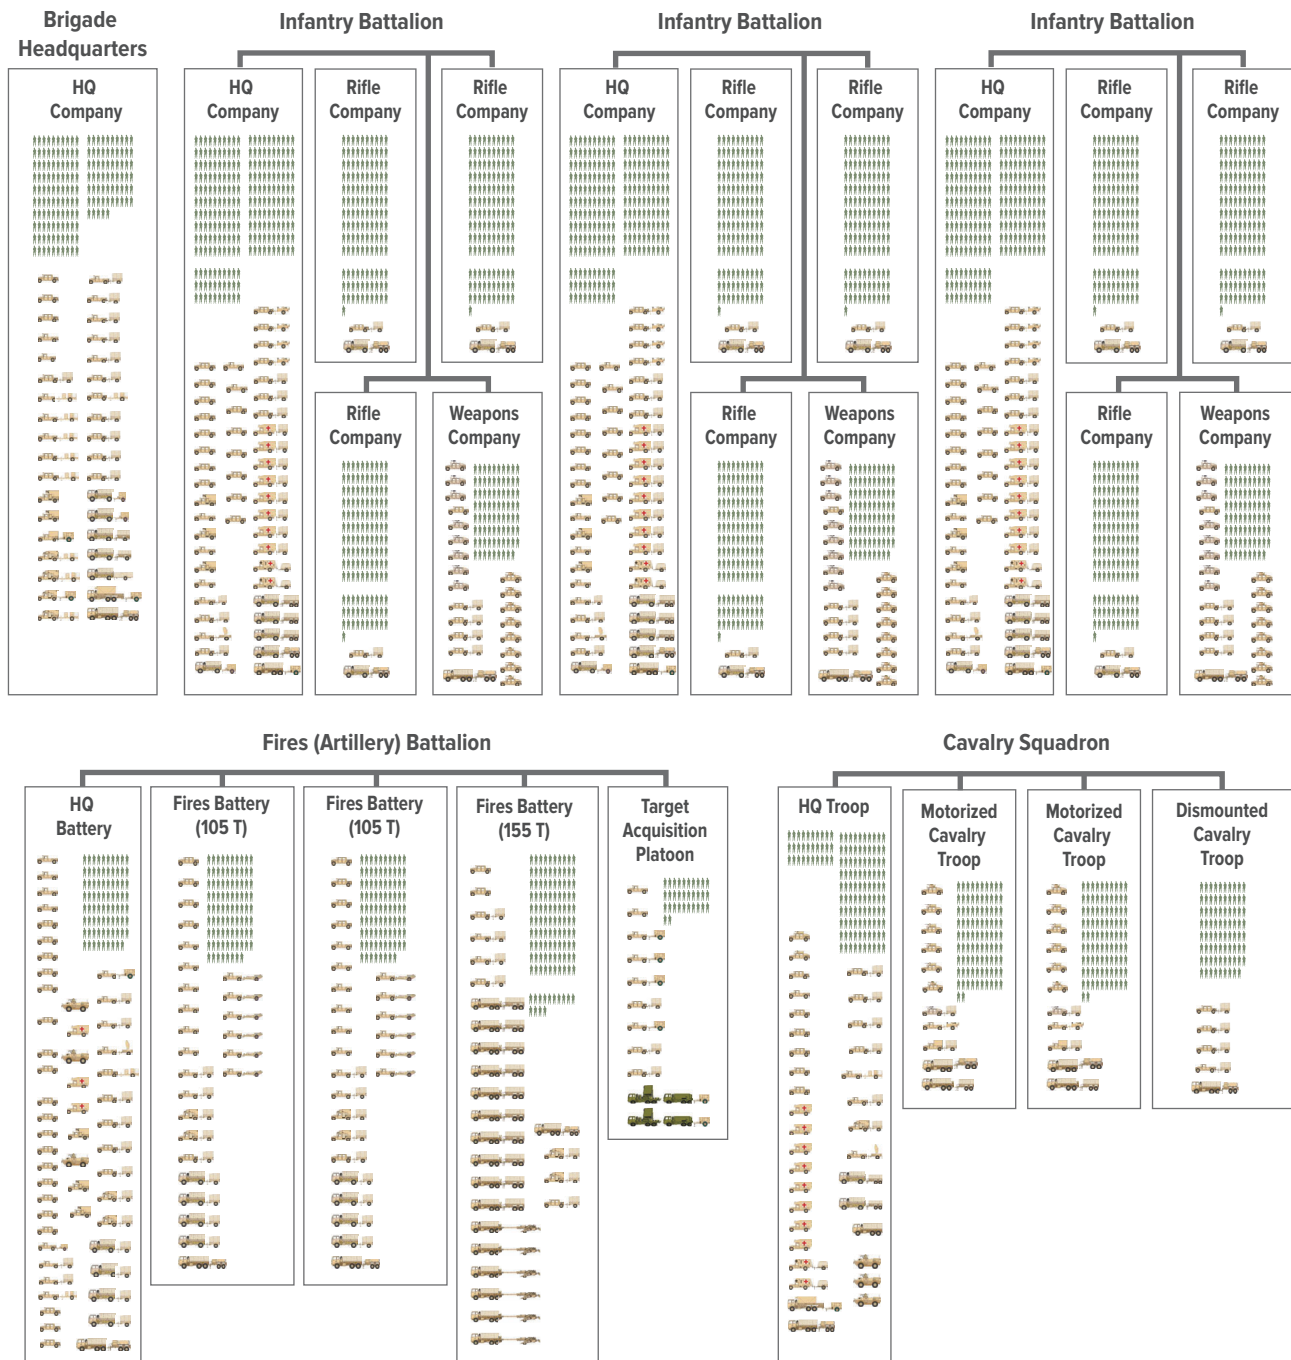 Brigade
Headquarters
HQ
Company
Infantry Battalion
HQ
Company
Rifle
Company
Rifle
Company
Rifle
Company
Weapons
Company
Infantry Battalion
HQ
Company
Rifle
Company
Rifle
Company
Rifle
Company
Weapons
Company
Infantry Battalion
HQ
Company
Rifle
Company
Rifle
Company
Rifle
Company
Weapons
Company
Fires (Artillery) Battalion
HQ
Battery
Fires Battery
(105 T)
Fires Battery
(105 T)
Fires Battery
(155 T)
Target
Acquisition
Platoon
Cavalry Squadron
HQ Troop
Motorized
Cavalry
Troop
Motorized
Cavalry
Troop
Dismounted
Cavalry
Troop